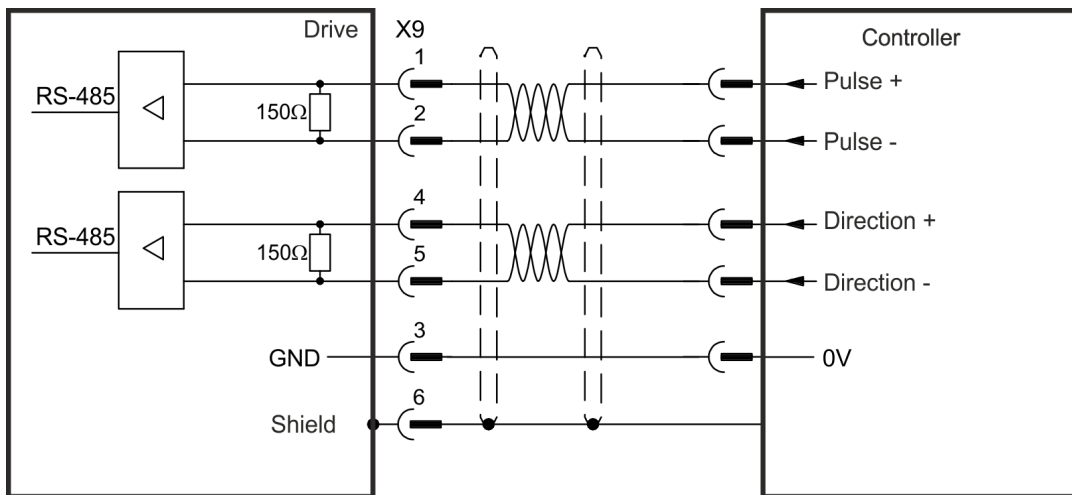 Drive X9 Controller
1
RS-485 150Ω Pulse +
2
Pulse -
4
RS-485 150Ω Direction +
5
Direction -
3
GND 0V
6
Shield